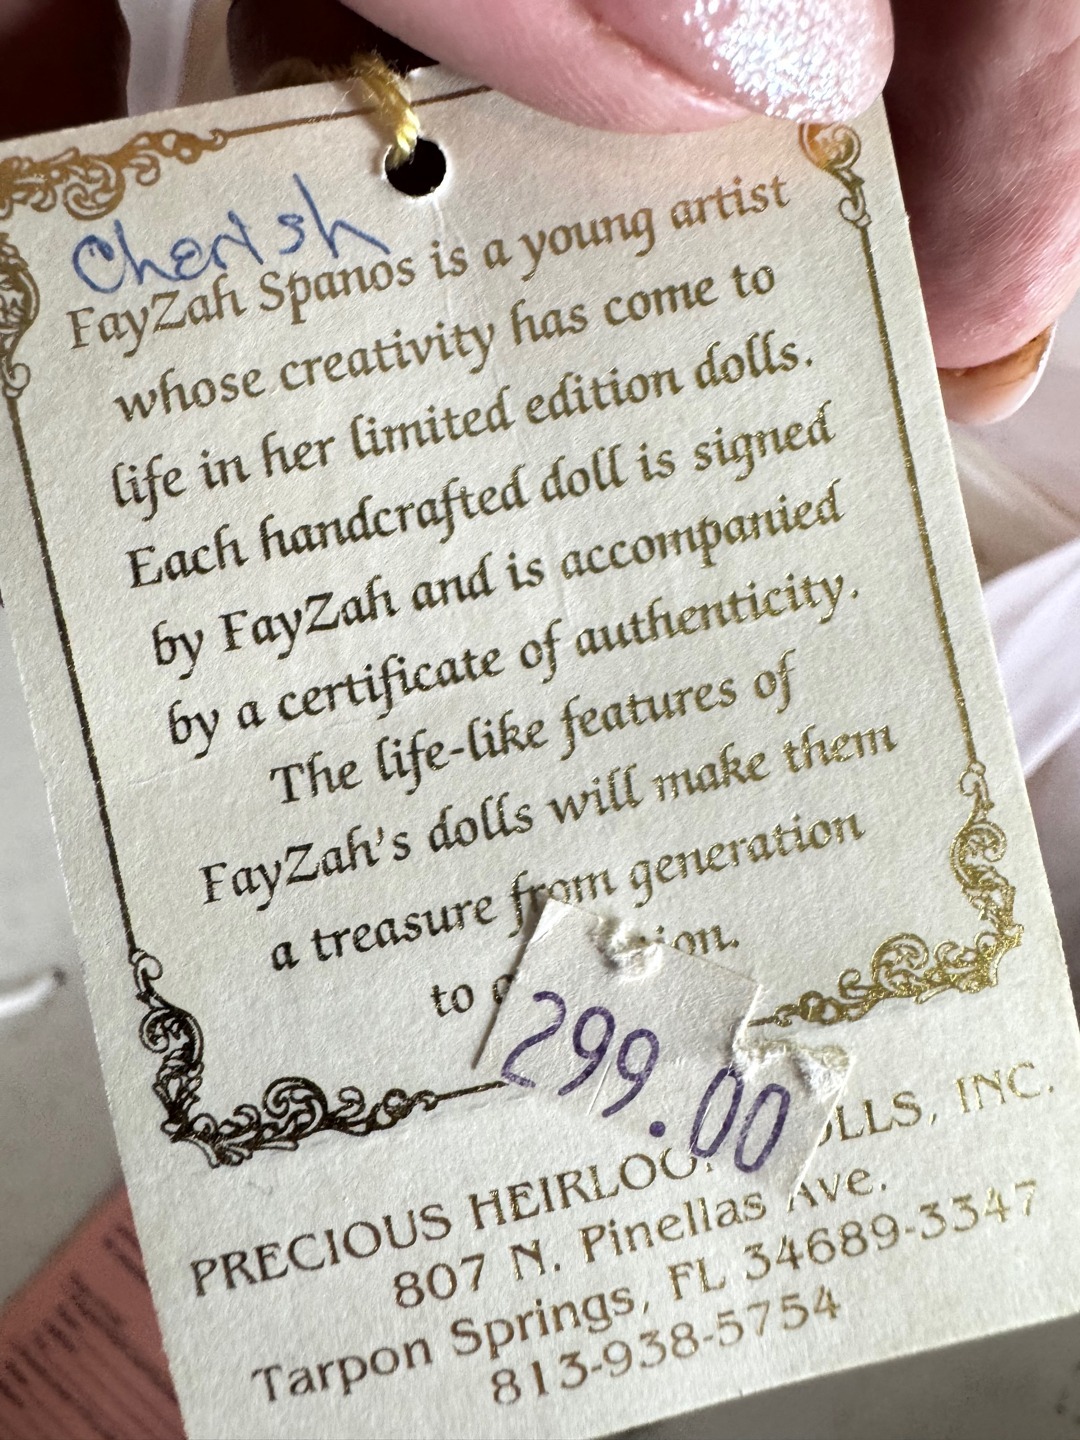 Cherish
FayZah Spanos is a young artist
whose creativity has come to
life in her limited edition dolls.
Each handcrafted doll is signed
by FayZah and is accompanied
by a certificate of authenticity.
The life-like features of
FayZah's dolls will make them
a treasure from generation
to
299.00
PRECIOUS
807 N. Pinellas Ave.
Tarpon Springs, FL 34689-3347
813-938-5754
INC.